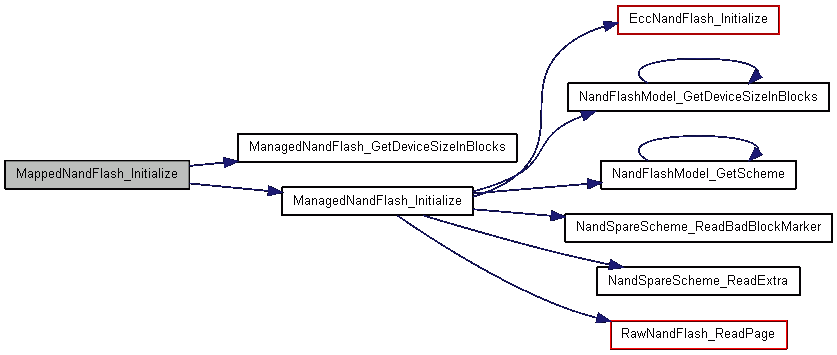 EccNandFlash_Initialize
NandFlashModel_GetDeviceSizeInBlocks
ManagedNandFlash_GetDeviceSizeInBlocks
MappedNandFlash_Initialize
NandFlashModel_GetScheme
ManagedNandFlash_Initialize
NandSpareScheme_ReadBadBlockMarker
NandSpareScheme_ReadExtra
RawNandFlash_ReadPage